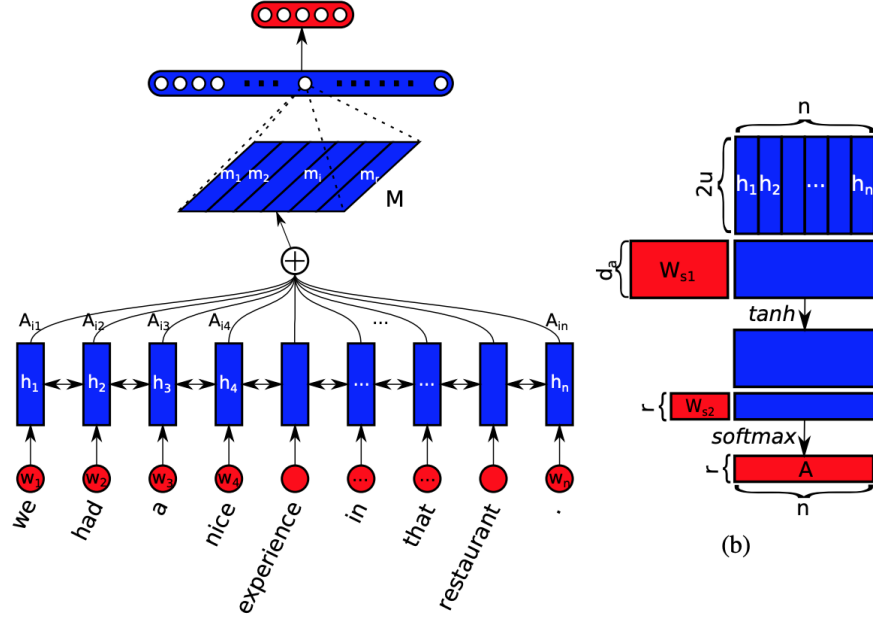 m1 m2 mi mr
M
Ai1 Ai2 Ai3 Ai4 ... Ain
h1 h2 h3 h4 ... ... hn
w1 w2 w3 w4 ... ... wn
we had a nice experience in that restaurant .
n
2u
h1 h2 ... hn
da
Ws1
tanh
r
Ws2
softmax
r
A
n
(b)